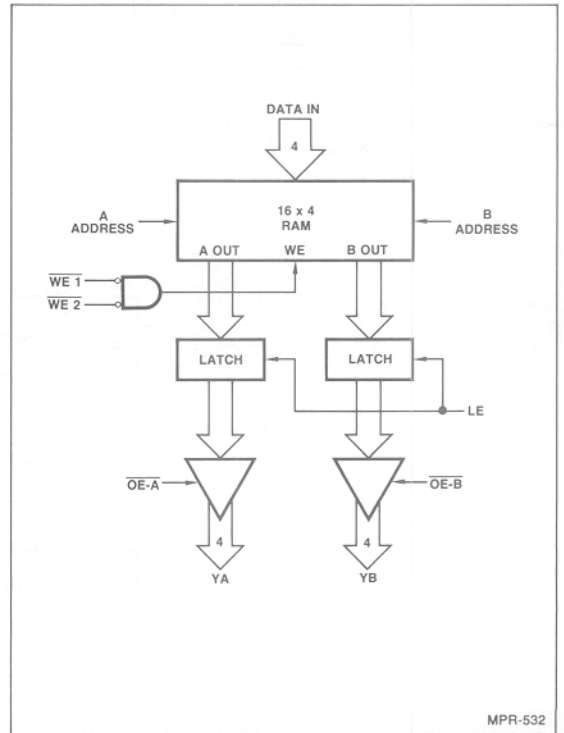 DATA IN
4
16 x 4
RAM
A
ADDRESS
B
ADDRESS
A OUT WE B OUT
WE 1
WE 2
LATCH LATCH
LE
OE-A OE-B
4 4
YA YB
MPR-532